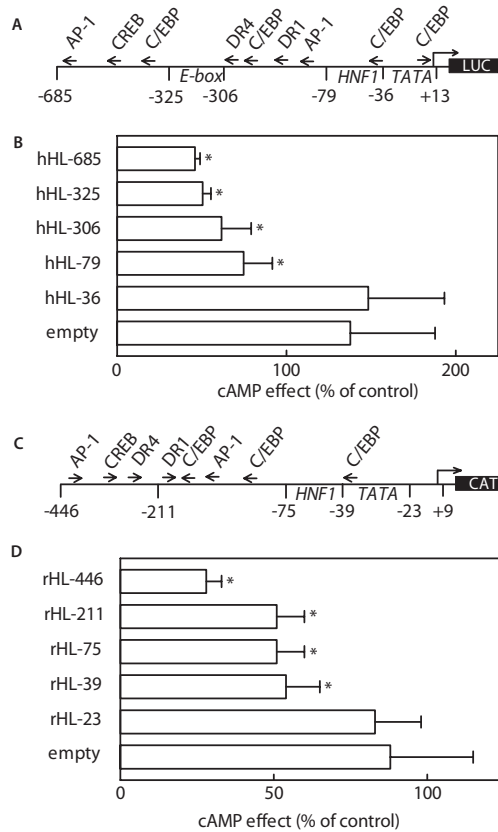 A
AP-1 CREB C/EBP DR4 C/EBP DR1 AP-1 C/EBP C/EBP
E-box HNF1 TATA LUC
-685 -325 -306 -79 -36 +13
B
hHL-685 *
hHL-325 *
hHL-306 *
hHL-79 *
hHL-36
empty
0 100 200
cAMP effect (% of control)
C
AP-1 CREB DR4 DR1 C/EBP AP-1 C/EBP C/EBP
HNF1 TATA CAT
-446 -211 -75 -39 -23 +9
D
rHL-446 *
rHL-211 *
rHL-75 *
rHL-39 *
rHL-23
empty
0 50 100
cAMP effect (% of control)